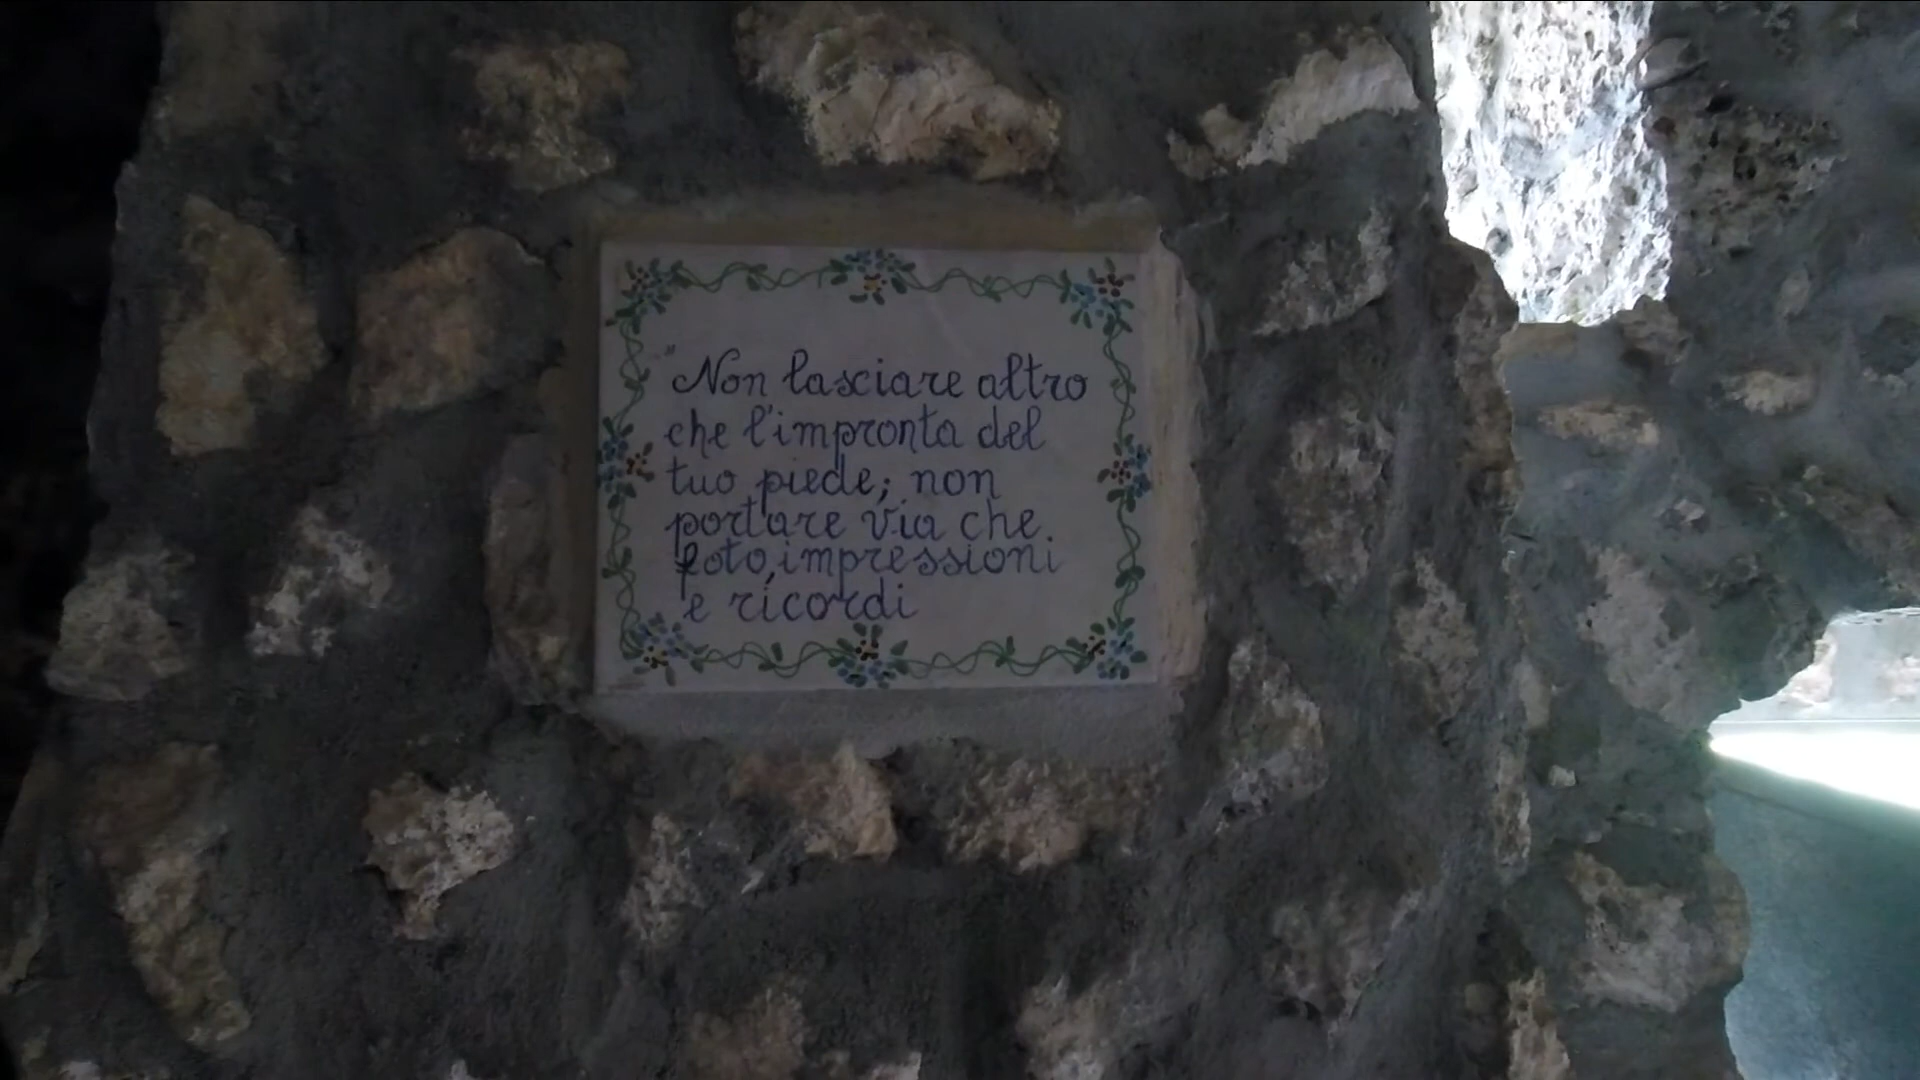 "Non lasciare altro
che l'impronta del
tuo piede; non
portare via che
foto, impressioni
e ricordi